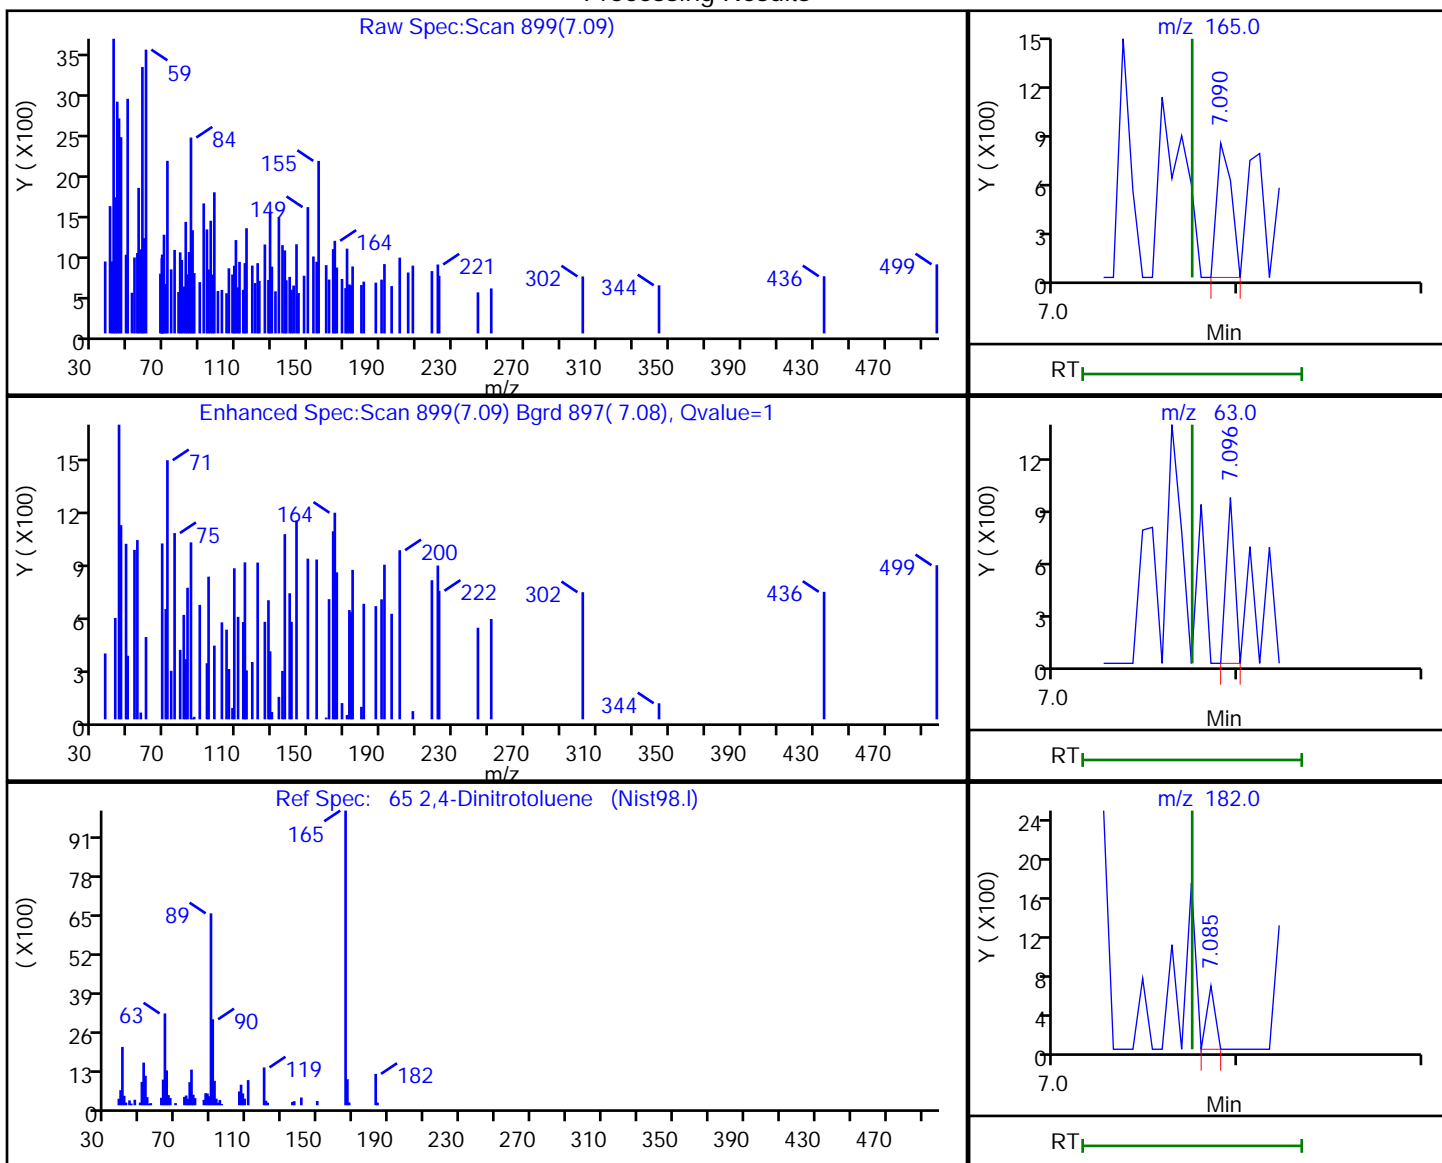 Processing Results
Raw Spec:Scan 899(7.09)
Y ( X100)
35
30
25
20
15
10
5
0
59
84
155
149
164
221
302
344
436
499
30 70 110 150 190 230 270 310 350 390 430 470
m/z
m/z 165.0
Y ( X100)
15
12
9
6
3
0
7.090
7.0
Min
RT
Enhanced Spec:Scan 899(7.09) Bgrd 897( 7.08), Qvalue=1
Y ( X100)
15
12
9
6
3
0
71
75
164
200
222
302
344
436
499
30 70 110 150 190 230 270 310 350 390 430 470
m/z
m/z 63.0
Y ( X100)
12
9
6
3
0
7.096
7.0
Min
RT
Ref Spec: 65 2,4-Dinitrotoluene (Nist98.l)
( X100)
91
78
65
52
39
26
13
0
165
89
63
90
119
182
30 70 110 150 190 230 270 310 350 390 430 470
m/z 182.0
Y ( X100)
24
20
16
12
8
4
0
7.085
7.0
Min
RT